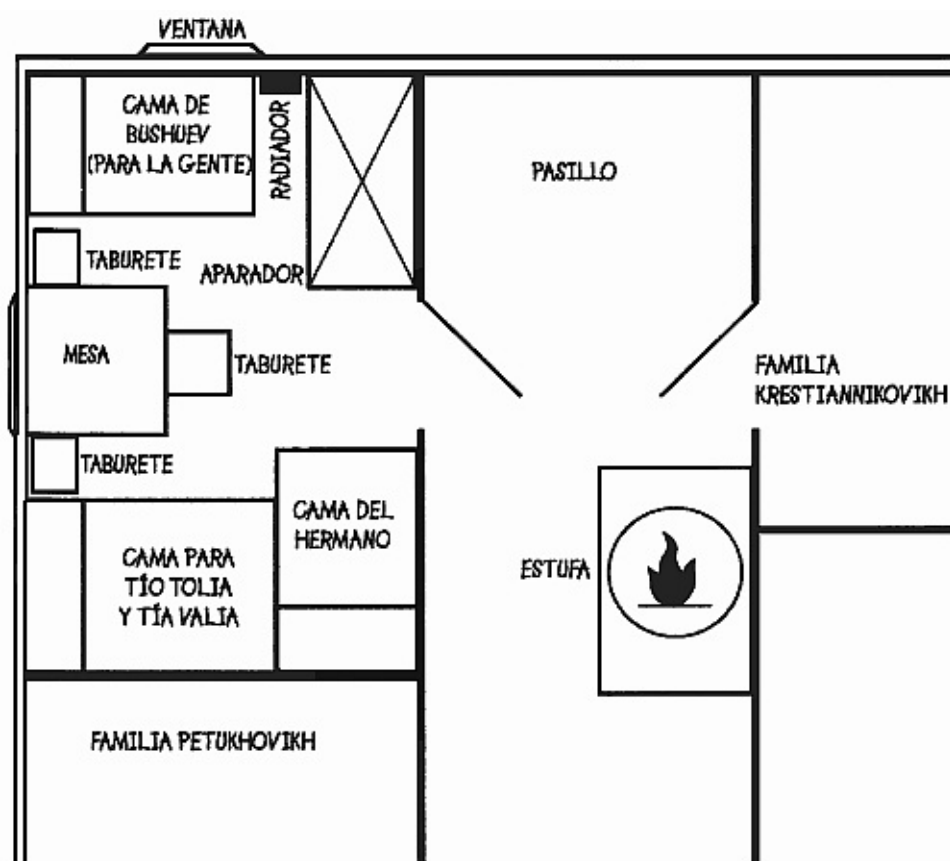 VENTANA
CAMA DE
BUSHUEV
(PARA LA GENTE)
RADIADOR
PASILLO
TABURETE
APARADOR
MESA
TABURETE
FAMILIA
KRESTIANNIKOVIKH
TABURETE
CAMA DEL
HERMANO
CAMA PARA
TÍO TOLIA
Y TÍA VALIA
ESTUFA
FAMILIA PETUKHOVIKH